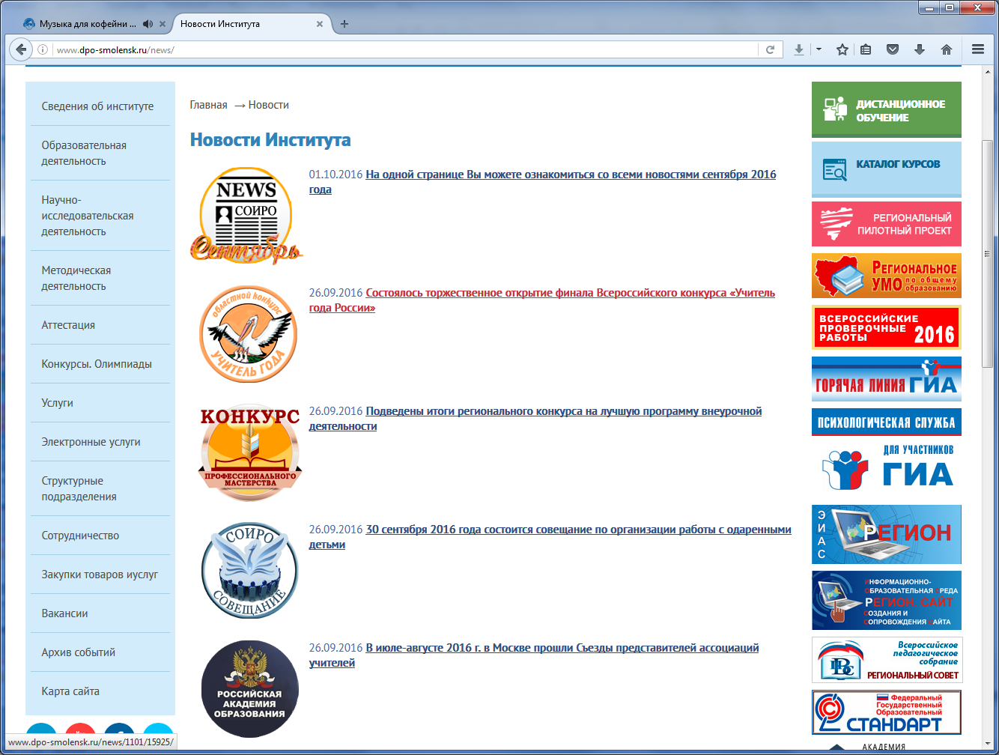 Музыка для кофейни ...
Новости Института
www.dpo-smolensk.ru/news/
Сведения об институте
Образовательная
деятельность
Научно-
исследовательская
деятельность
Методическая
деятельность
Аттестация
Конкурсы. Олимпиады
Услуги
Электронные услуги
Структурные
подразделения
Сотрудничество
Закупки товаров иуслуг
Вакансии
Архив событий
Карта сайта
www.dpo-smolensk.ru/news/1101/15925/
Главная → Новости
Новости Института
NEWS
СОИРО
Сентябрь
01.10.2016 На одной странице Вы можете ознакомиться со всеми новостями сентября 2016
года
областной конкурс
УЧИТЕЛЬ ГОДА
26.09.2016 Состоялось торжественное открытие финала Всероссийского конкурса «Учитель
года России»
КОНКУРС
ПРОФЕССИОНАЛЬНОГО
МАСТЕРСТВА
26.09.2016 Подведены итоги регионального конкурса на лучшую программу внеурочной
деятельности
СОИРО
СОВЕЩАНИЕ
26.09.2016 30 сентября 2016 года состоится совещание по организации работы с одаренными
детьми
РОССИЙСКАЯ
АКАДЕМИЯ
ОБРАЗОВАНИЯ
26.09.2016 В июле-августе 2016 г. в Москве прошли Съезды представителей ассоциаций
учителей
ДИСТАНЦИОННОЕ
ОБУЧЕНИЕ
КАТАЛОГ КУРСОВ
РЕГИОНАЛЬНЫЙ
ПИЛОТНЫЙ ПРОЕКТ
РЕГИОНАЛЬНОЕ
УМО по общему
образованию
ВСЕРОССИЙСКИЕ
ПРОВЕРОЧНЫЕ
РАБОТЫ 2016
ГОРЯЧАЯ ЛИНИЯ ГИА
ПСИХОЛОГИЧЕСКАЯ СЛУЖБА
ДЛЯ УЧАСТНИКОВ
ГИА
ЭИАС
РЕГИОН
ИНФОРМАЦИОННО-
ОБРАЗОВАТЕЛЬНАЯ СРЕДА
РЕГИОН. САЙТ
СОЗДАНИЯ И
СОПРОВОЖДЕНИЯ САЙТА
Всероссийское
педагогическое
собрание
РЕГИОНАЛЬНЫЙ СОВЕТ
Федеральный
Государственный
Образовательный
СТАНДАРТ
АКАДЕМИЯ